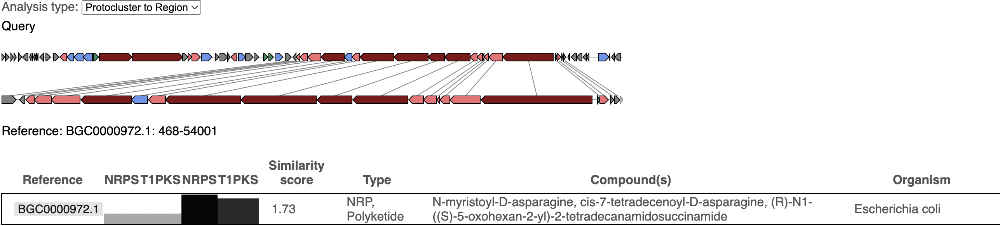 Analysis type: Protocluster to Region
Query
Reference: BGC0000972.1: 468-54001
Reference NRPS T1PKS NRPS T1PKS Similarity score Type Compound(s) Organism
BGC0000972.1 1.73 NRP, Polyketide N-myristoyl-D-asparagine, cis-7-tetradecenoyl-D-asparagine, (R)-N1-((S)-5-oxohexan-2-yl)-2-tetradecanamidosuccinamide Escherichia coli